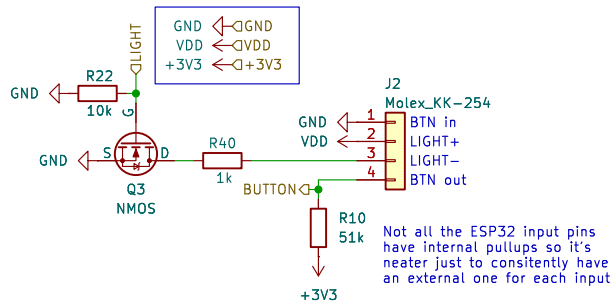 GND GND
VDD VDD
+3V3 +3V3
LIGHT
R22
GND
10k
G
GND
S D
Q3
NMOS
R40
1k
J2
Molex_KK-254
GND 1 BTN in
VDD 2 LIGHT+
3 LIGHT-
4 BTN out
BUTTON
R10
51k
+3V3
Not all the ESP32 input pins
have internal pullups so it's
neater just to consitently have
an external one for each input